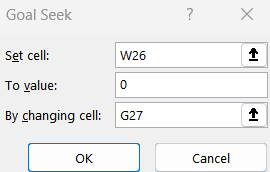 Goal Seek ? ×
Set cell: W26
To value: 0
By changing cell: G27
OK Cancel